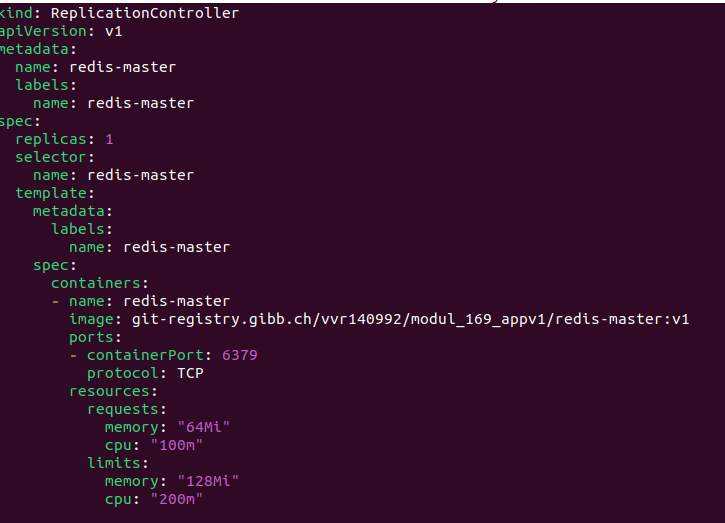 kind: ReplicationController
apiVersion: v1
metadata:
  name: redis-master
  labels:
    name: redis-master
spec:
  replicas: 1
  selector:
    name: redis-master
  template:
    metadata:
      labels:
        name: redis-master
    spec:
      containers:
      - name: redis-master
        image: git-registry.gibb.ch/vvr140992/modul_169_appv1/redis-master:v1
        ports:
        - containerPort: 6379
          protocol: TCP
        resources:
          requests:
            memory: "64Mi"
            cpu: "100m"
          limits:
            memory: "128Mi"
            cpu: "200m"